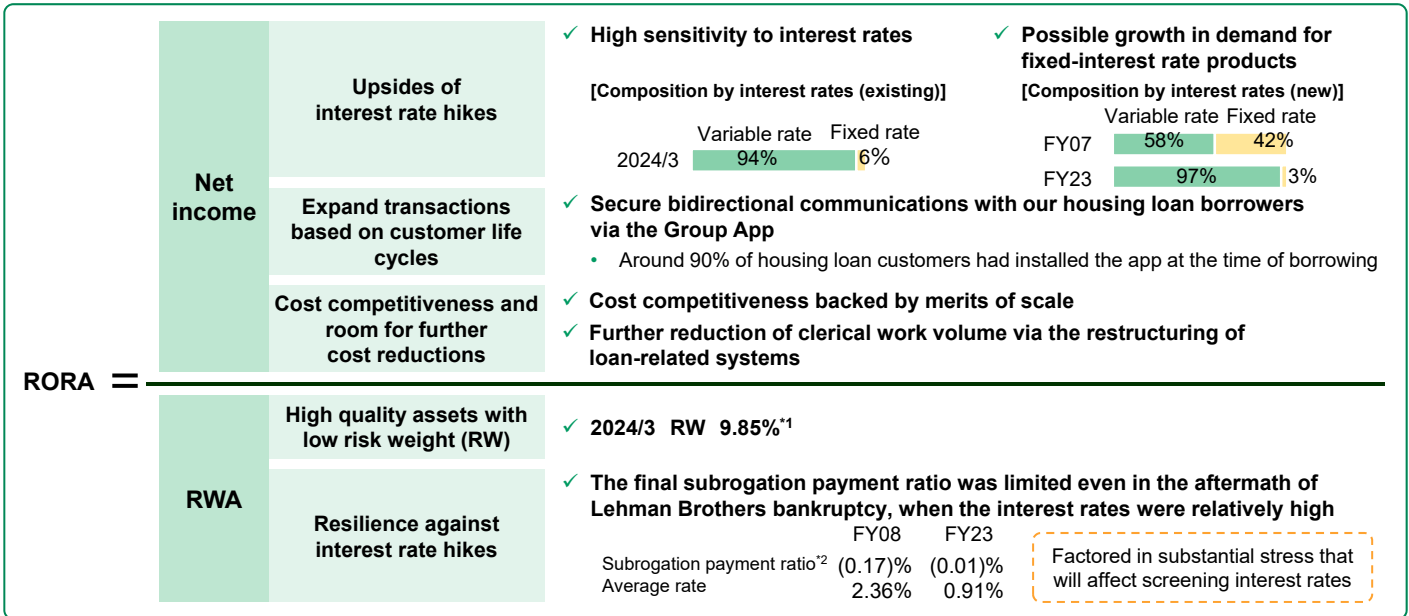 RORA =
Net
income
Upsides of
interest rate hikes
✓ High sensitivity to interest rates
[Composition by interest rates (existing)]
Variable rate Fixed rate
2024/3 94% 6%
✓ Possible growth in demand for
fixed-interest rate products
[Composition by interest rates (new)]
Variable rate Fixed rate
FY07 58% 42%
FY23 97% 3%
Expand transactions
based on customer life
cycles
✓ Secure bidirectional communications with our housing loan borrowers
via the Group App
• Around 90% of housing loan customers had installed the app at the time of borrowing
Cost competitiveness and
room for further
cost reductions
✓ Cost competitiveness backed by merits of scale
✓ Further reduction of clerical work volume via the restructuring of
loan-related systems
RWA
High quality assets with
low risk weight (RW)
✓ 2024/3 RW 9.85%*1
Resilience against
interest rate hikes
✓ The final subrogation payment ratio was limited even in the aftermath of
Lehman Brothers bankruptcy, when the interest rates were relatively high
FY08 FY23
Subrogation payment ratio*2 (0.17)% (0.01)%
Average rate 2.36% 0.91%
Factored in substantial stress that
will affect screening interest rates